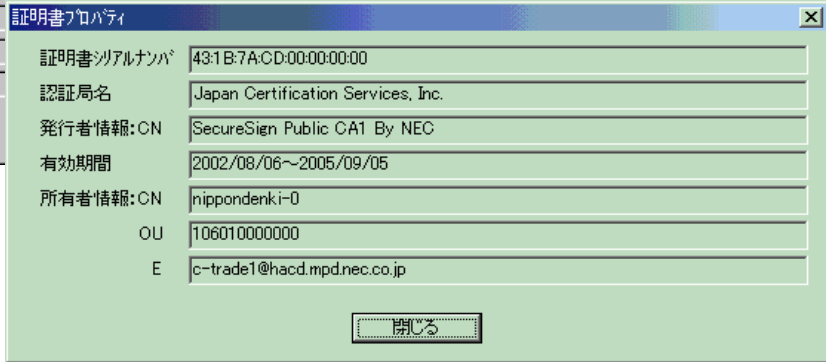 証明書プロパティ
証明書シリアルナンバ 43:1B:7A:CD:00:00:00:00
認証局名 Japan Certification Services, Inc.
発行者情報:CN SecureSign Public CA1 By NEC
有効期間 2002/08/06～2005/09/05
所有者情報:CN nippondenki-0
OU 106010000000
E c-trade1@hacd.mpd.nec.co.jp
閉じる